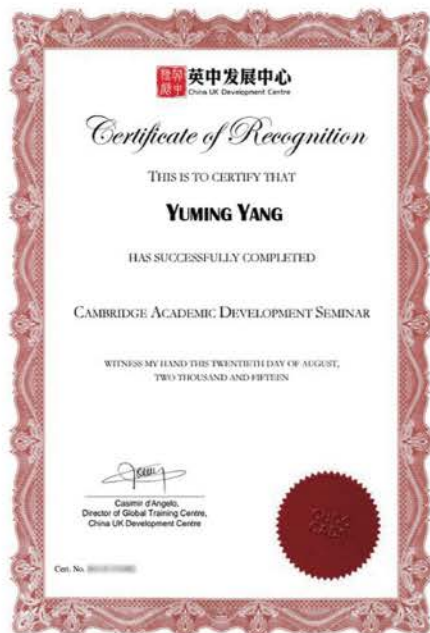 英中发展中心
China UK Development Centre
Certificate of Recognition
THIS IS TO CERTIFY THAT
YUMING YANG
HAS SUCCESSFULLY COMPLETED
CAMBRIDGE ACADEMIC DEVELOPMENT SEMINAR
WITNESS MY HAND THIS TWENTIETH DAY OF AUGUST,
TWO THOUSAND AND FIFTEEN
Casimir d'Angelo,
Director of Global Training Centre,
China UK Development Centre
Cert. No.